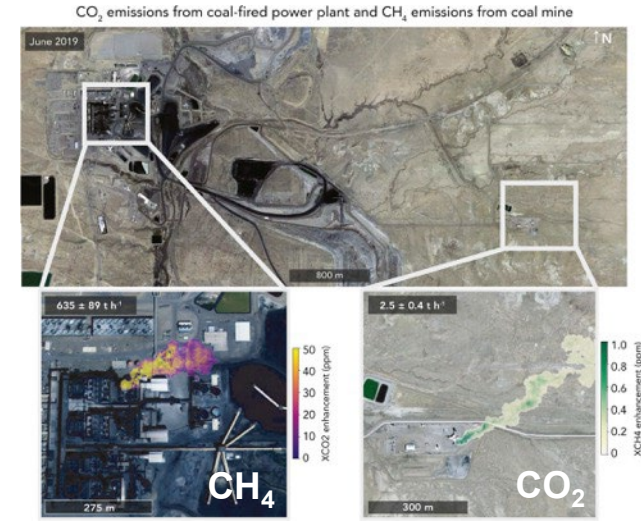 CO₂ emissions from coal-fired power plant and CH₄ emissions from coal mine
June 2019
↑N
800 m
635 ± 89 t h⁻¹
50
40
30
20
10
0
XCO2 enhancement (ppm)
CH₄
275 m
2.5 ± 0.4 t h⁻¹
1.0
0.8
0.6
0.4
0.2
0
XCH4 enhancement (ppm)
CO₂
300 m